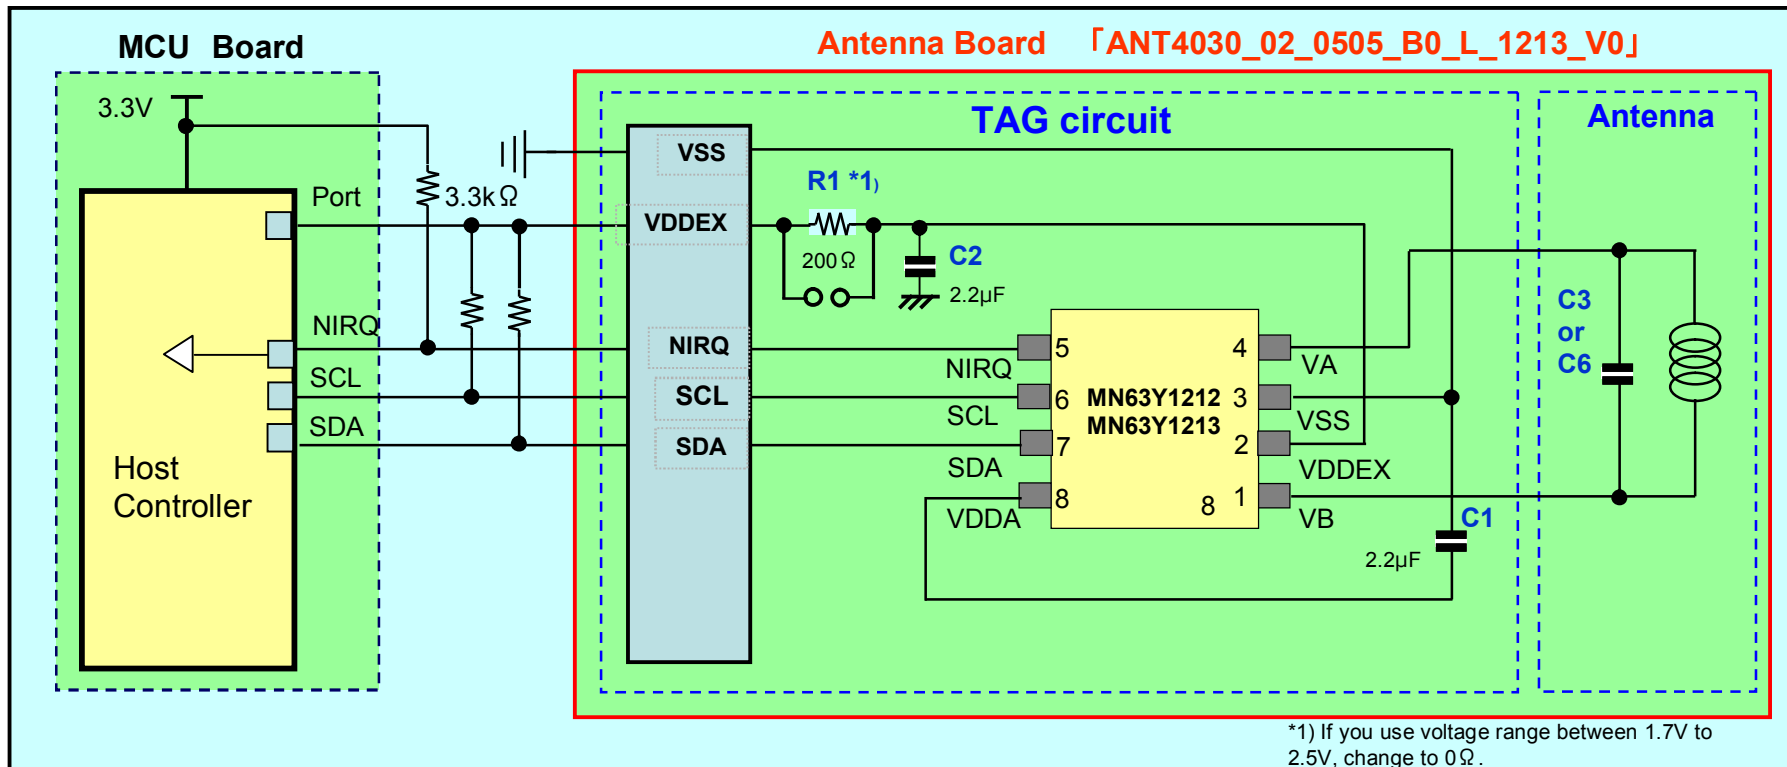 MCU Board
Antenna Board 「ANT4030_02_0505_B0_L_1213_V0」
3.3V
TAG circuit
Antenna
VSS
R1 *1)
Port
3.3kΩ
VDDEX
200Ω
C2
2.2µF
C3
or
C6
NIRQ
NIRQ
5
4
NIRQ
VA
SCL
SCL
MN63Y1212
MN63Y1213
6
3
SCL
VSS
SDA
SDA
7
2
SDA
VDDEX
Host
Controller
8
8
1
VDDA
VB
C1
2.2µF
*1) If you use voltage range between 1.7V to
2.5V, change to 0Ω.